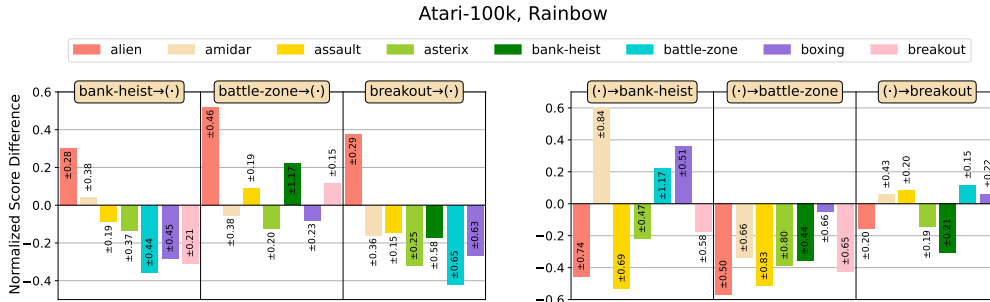 Atari-100k, Rainbow
alien amidar assault asterix bank-heist battle-zone boxing breakout
bank-heist→(·) battle-zone→(·) breakout→(·) (·)→bank-heist (·)→battle-zone (·)→breakout
Normalized Score Difference
0.6
0.4
0.2
0.0
−0.2
−0.4
±0.28 ±0.38 ±0.19 ±0.37 ±0.44 ±0.45 ±0.21
±0.46 ±0.38 ±0.19 ±0.20 ±1.17 ±0.23 ±0.15
±0.29 ±0.36 ±0.15 ±0.25 ±0.58 ±0.65 ±0.63
0.6
0.4
0.2
0.0
−0.2
−0.4
−0.6
±0.74 ±0.84 ±0.69 ±0.47 ±1.17 ±0.51 ±0.58
±0.50 ±0.66 ±0.83 ±0.80 ±0.44 ±0.66 ±0.65
±0.20 ±0.43 ±0.20 ±0.19 ±0.21 ±0.15 ±0.22